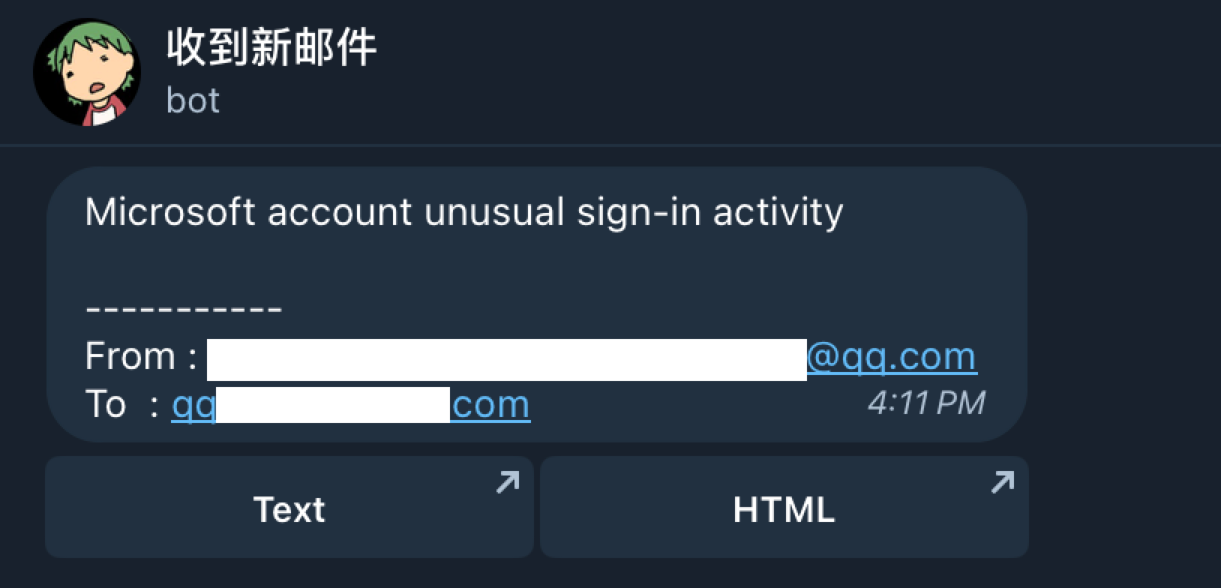 收到新邮件
bot
Microsoft account unusual sign-in activity
-----------
From : @qq.com
To : qq com
4:11 PM
Text
HTML